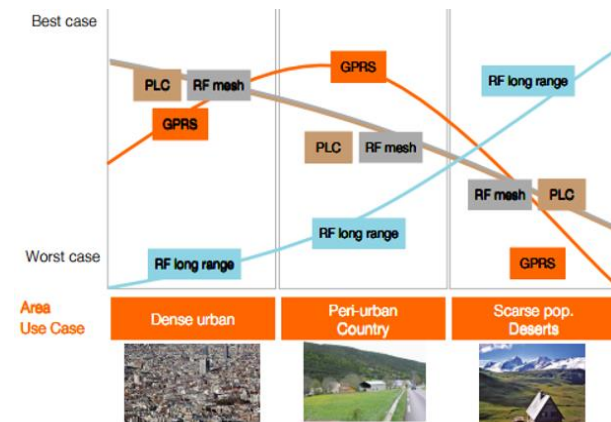 Best case
PLC
RF mesh
GPRS
GPRS
RF long range
PLC
RF mesh
RF mesh
PLC
RF long range
RF long range
GPRS
Worst case
Area
Use Case
Dense urban
Peri-urban
Country
Scarse pop.
Deserts